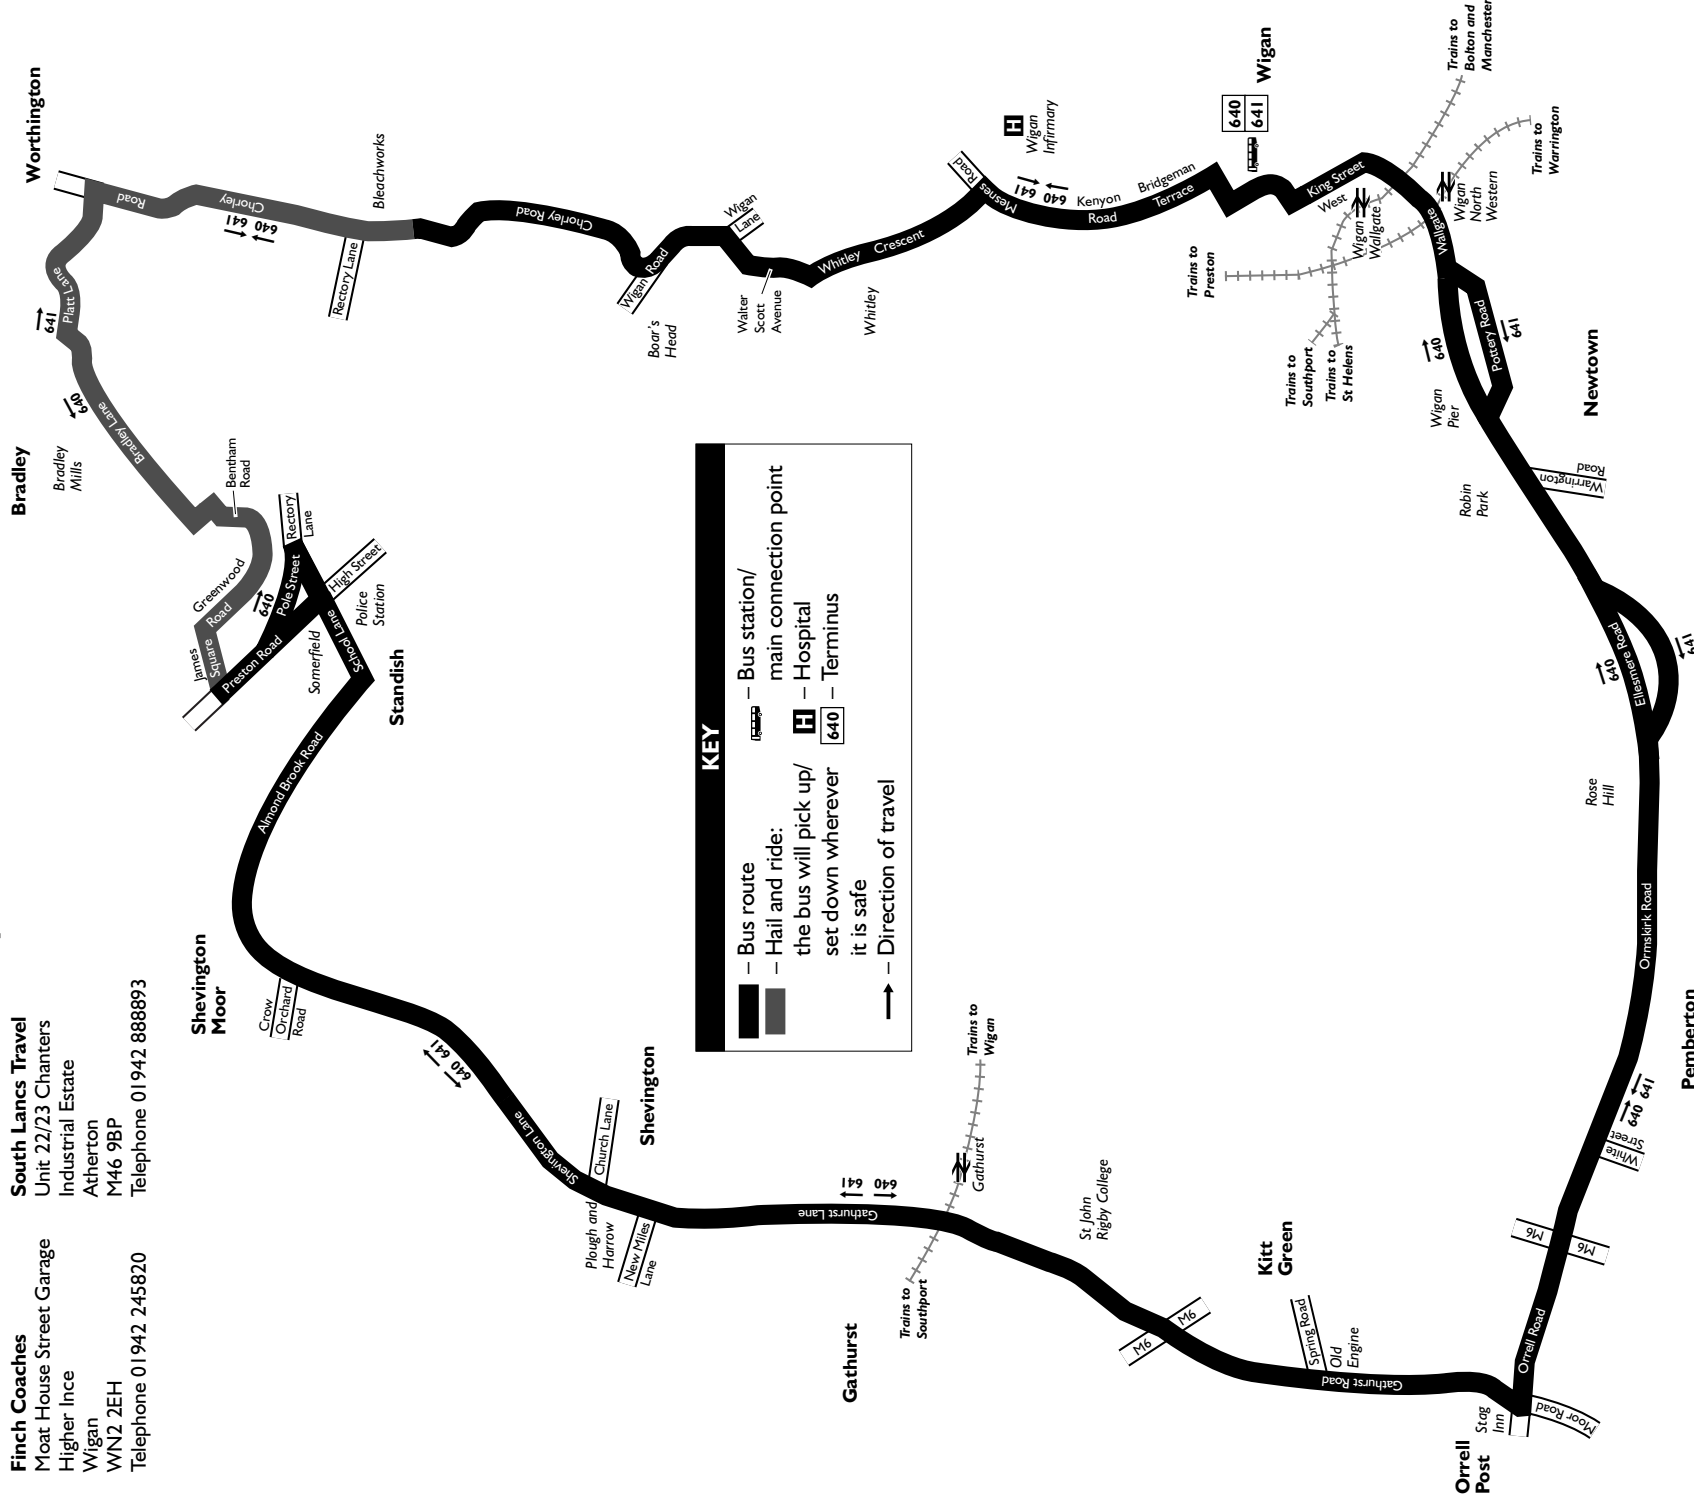 Finch Coaches
Moat House Street Garage
Higher Ince
Wigan
WN2 2EH
Telephone 01942 245820
South Lancs Travel
Unit 22/23 Chanters
Industrial Estate
Atherton
M46 9BP
Telephone 01942 888893
Bradley
Worthington
Bradley
Mills
640
641
Platt Lane
Bradley Lane
Bentham
Road
Greenwood
Road
James
Square
Preston Road
640
Pole Street
Rectory
Lane
High Street
School Lane
Somerfield
Police
Station
Standish
Almond Brook Road
Road
Chorley
641
640
Bleachworks
Rectory Lane
Chorley Road
Wigan Road
Boar's
Head
Wigan
Lane
Walter
Scott
Avenue
Whitley Crescent
Whitley
Mesnes
Road
H
Wigan
Infirmary
641
640
Kenyon
Road
Bridgeman
Terrace
640
641
Wigan
King Street
West
Wigan
Wallgate
Wigan
North
Western
Trains to
Bolton and
Manchester
Trains to
Warrington
Trains to
Preston
Trains to
Southport
Trains to
St Helens
Wallgate
640
Pottery Road
641
Wigan
Pier
Newtown
Robin
Park
Warrington
Road
Ellesmere Road
640
641
Rose
Hill
Ormskirk Road
Pemberton
640
641
White
Street
M6
M6
Orrell Road
Moor Road
Stag
Inn
Orrell
Post
Gathurst Road
Old
Engine
Spring Road
Kitt
Green
M6
M6
St John
Rigby College
Gathurst
Trains to
Southport
Gathurst
Trains to
Wigan
Gathurst Lane
641
640
New Miles
Lane
Plough and
Harrow
Church Lane
Shevington
Shevington Lane
641
640
Crow
Orchard
Road
Shevington
Moor
KEY
– Bus route
– Hail and ride:
the bus will pick up/
set down wherever
it is safe
– Direction of travel
– Bus station/
main connection point
H – Hospital
640 – Terminus